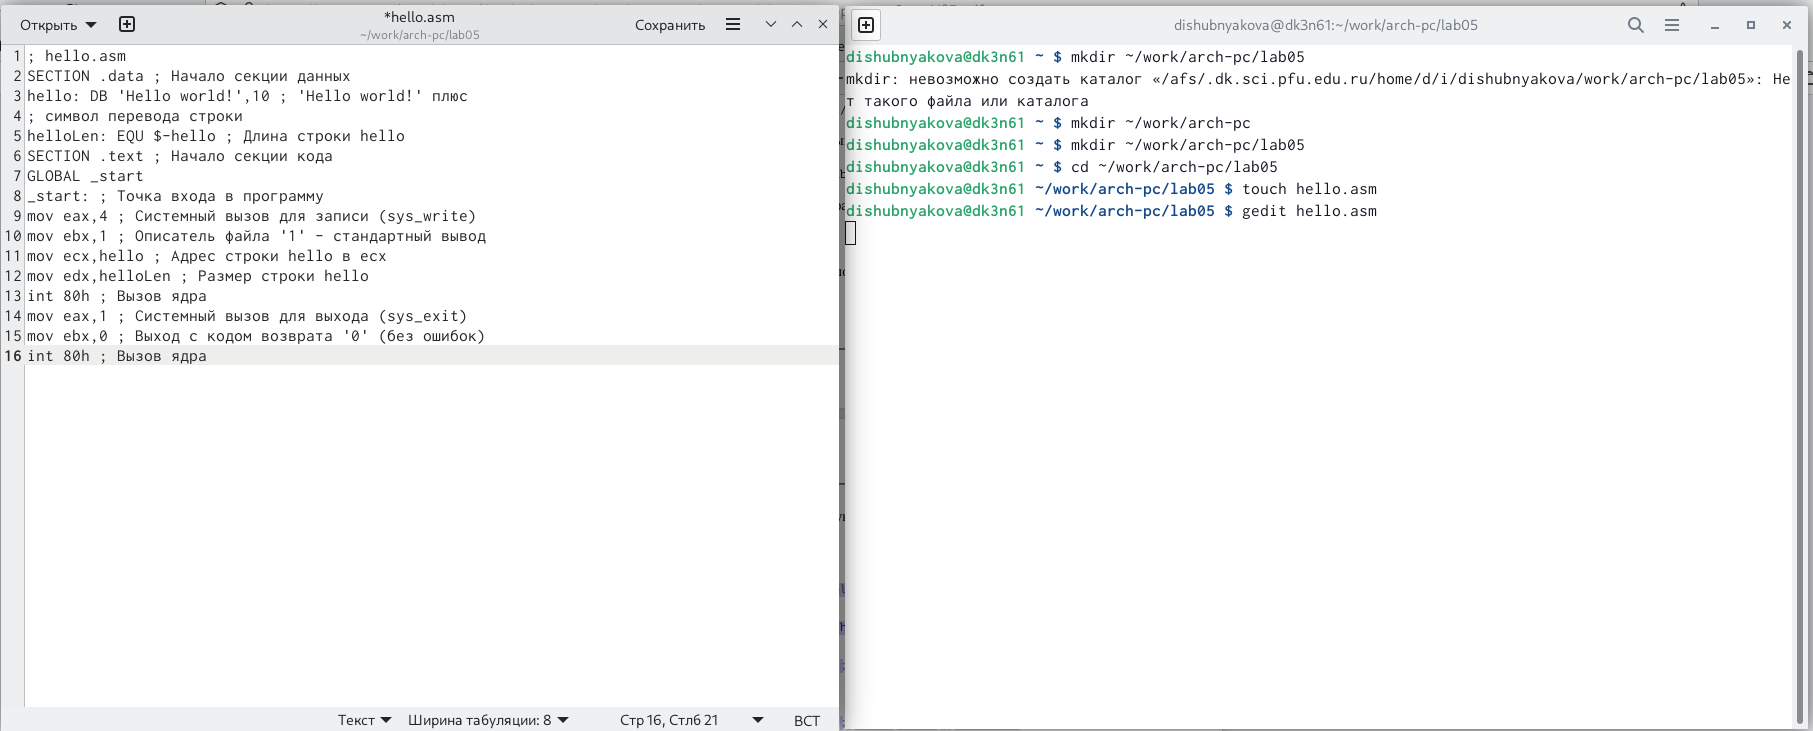 Открыть
*hello.asm
~/work/arch-pc/lab05
Сохранить
1 ; hello.asm
2 SECTION .data ; Начало секции данных
3 hello: DB 'Hello world!',10 ; 'Hello world!' плюс
4 ; символ перевода строки
5 helloLen: EQU $-hello ; Длина строки hello
6 SECTION .text ; Начало секции кода
7 GLOBAL _start
8 _start: ; Точка входа в программу
9 mov eax,4 ; Системный вызов для записи (sys_write)
10 mov ebx,1 ; Описатель файла '1' - стандартный вывод
11 mov ecx,hello ; Адрес строки hello в ecx
12 mov edx,helloLen ; Размер строки hello
13 int 80h ; Вызов ядра
14 mov eax,1 ; Системный вызов для выхода (sys_exit)
15 mov ebx,0 ; Выход с кодом возврата '0' (без ошибок)
16 int 80h ; Вызов ядра
Текст Ширина табуляции: 8 Стр 16, Стлб 21 ВСТ
dishubnyakova@dk3n61:~/work/arch-pc/lab05
dishubnyakova@dk3n61 ~ $ mkdir ~/work/arch-pc/lab05
mkdir: невозможно создать каталог «/afs/.dk.sci.pfu.edu.ru/home/d/i/dishubnyakova/work/arch-pc/lab05»: Не
т такого файла или каталога
dishubnyakova@dk3n61 ~ $ mkdir ~/work/arch-pc
dishubnyakova@dk3n61 ~ $ mkdir ~/work/arch-pc/lab05
dishubnyakova@dk3n61 ~ $ cd ~/work/arch-pc/lab05
dishubnyakova@dk3n61 ~/work/arch-pc/lab05 $ touch hello.asm
dishubnyakova@dk3n61 ~/work/arch-pc/lab05 $ gedit hello.asm